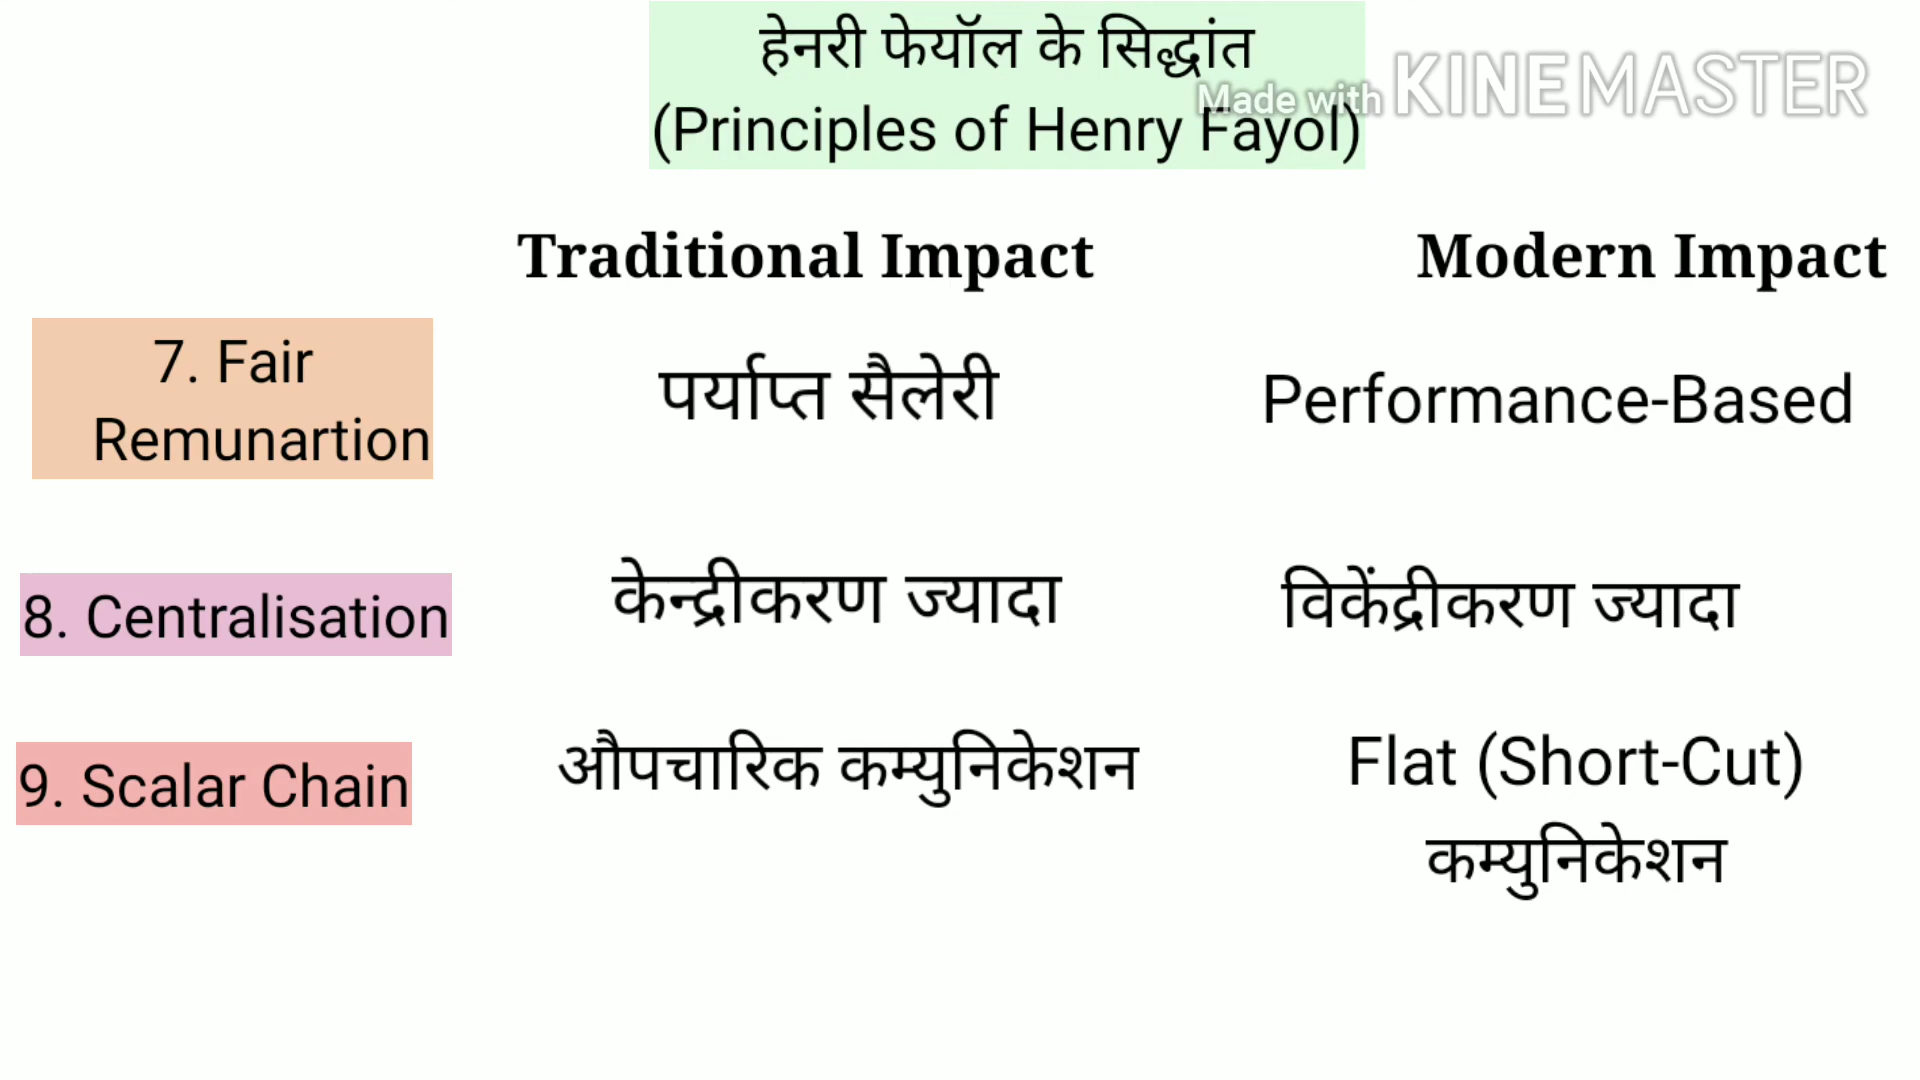 हेनरी फेयॉल के सिद्धांत
(Principles of Henry Fayol)
Made with KINEMASTER
Traditional Impact
Modern Impact
7. Fair
Remunartion
पर्याप्त सैलेरी
Performance-Based
8. Centralisation
केन्द्रीकरण ज्यादा
विकेंद्रीकरण ज्यादा
9. Scalar Chain
औपचारिक कम्युनिकेशन
Flat (Short-Cut)
कम्युनिकेशन